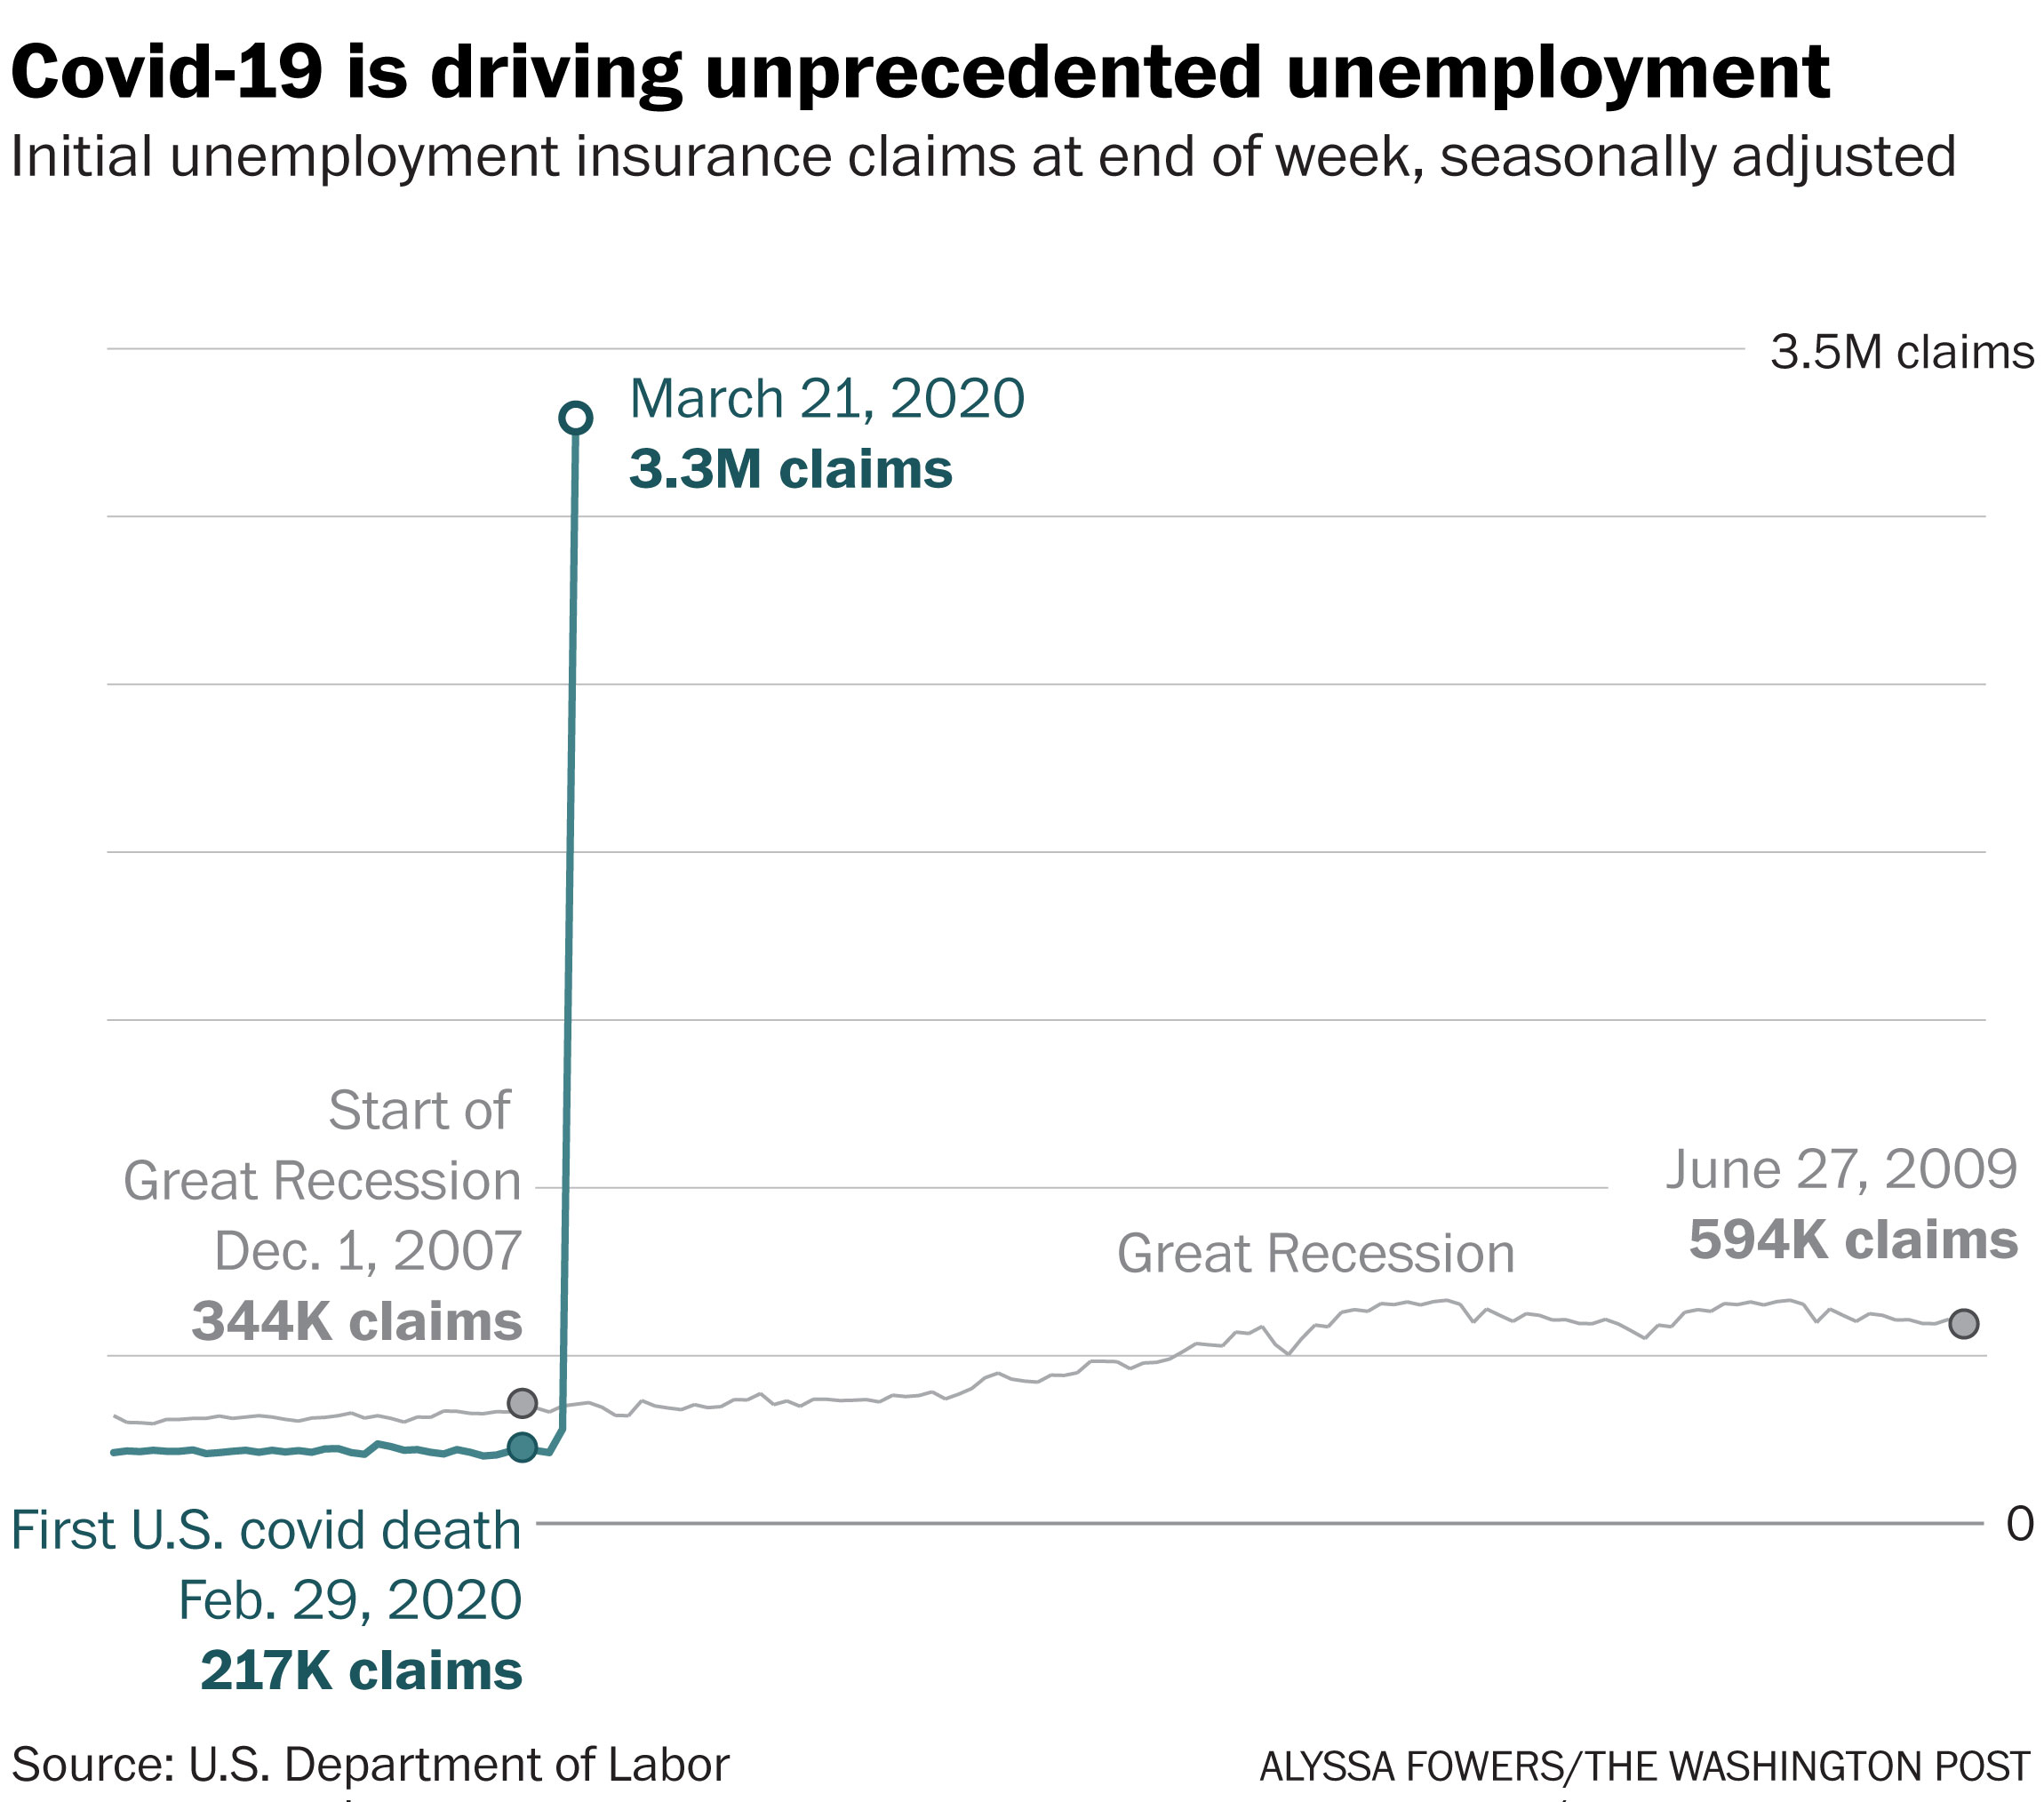 Covid-19 is driving unprecedented unemployment
Initial unemployment insurance claims at end of week, seasonally adjusted
3.5M claims
March 21, 2020
3.3M claims
Start of
Great Recession
Dec. 1, 2007
344K claims
Great Recession
June 27, 2009
594K claims
0
First U.S. covid death
Feb. 29, 2020
217K claims
Source: U.S. Department of Labor
ALYSSA FOWERS/THE WASHINGTON POST